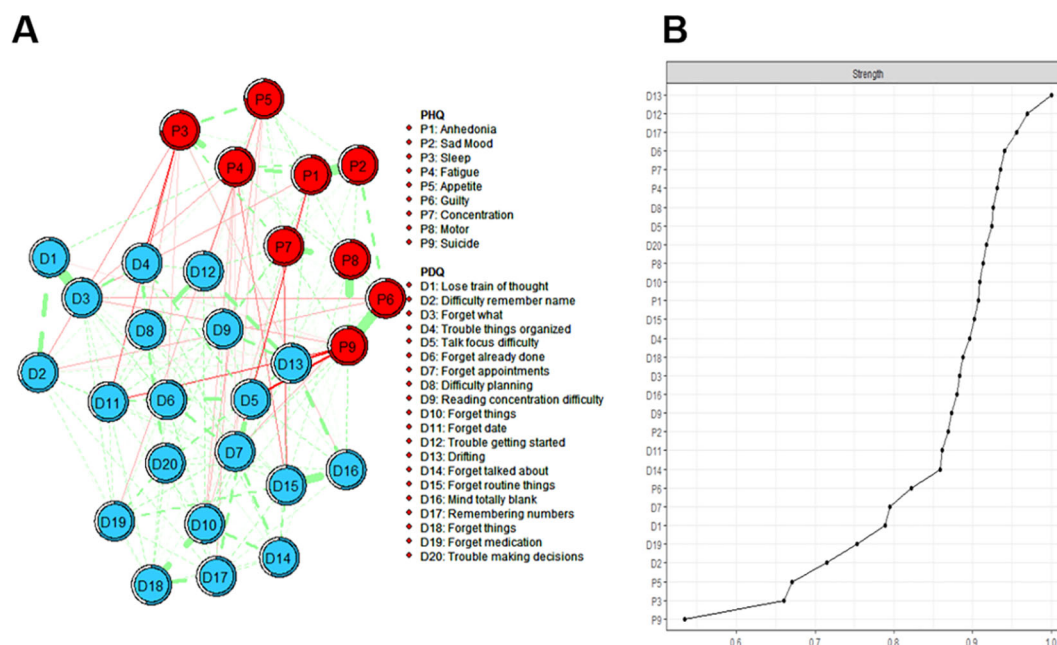 A
B
P5
P3
P4
P1
P2
P7
P8
P6
P9
D1
D4
D12
D3
D8
D9
D13
D2
D11
D6
D5
D7
D20
D15
D16
D19
D10
D14
D18
D17
PHQ
P1: Anhedonia
P2: Sad Mood
P3: Sleep
P4: Fatigue
P5: Appetite
P6: Guilty
P7: Concentration
P8: Motor
P9: Suicide
PDQ
D1: Lose train of thought
D2: Difficulty remember name
D3: Forget what
D4: Trouble things organized
D5: Talk focus difficulty
D6: Forget already done
D7: Forget appointments
D8: Difficulty planning
D9: Reading concentration difficulty
D10: Forget things
D11: Forget date
D12: Trouble getting started
D13: Drifting
D14: Forget talked about
D15: Forget routine things
D16: Mind totally blank
D17: Remembering numbers
D18: Forget things
D19: Forget medication
D20: Trouble making decisions
Strength
D13
D12
D17
D6
P7
P4
D8
D5
D20
P8
D10
P1
D15
D4
D18
D3
D16
D9
P2
D11
D14
P6
D7
D1
D19
D2
P5
P3
P9
0.6 0.7 0.8 0.9 1.0